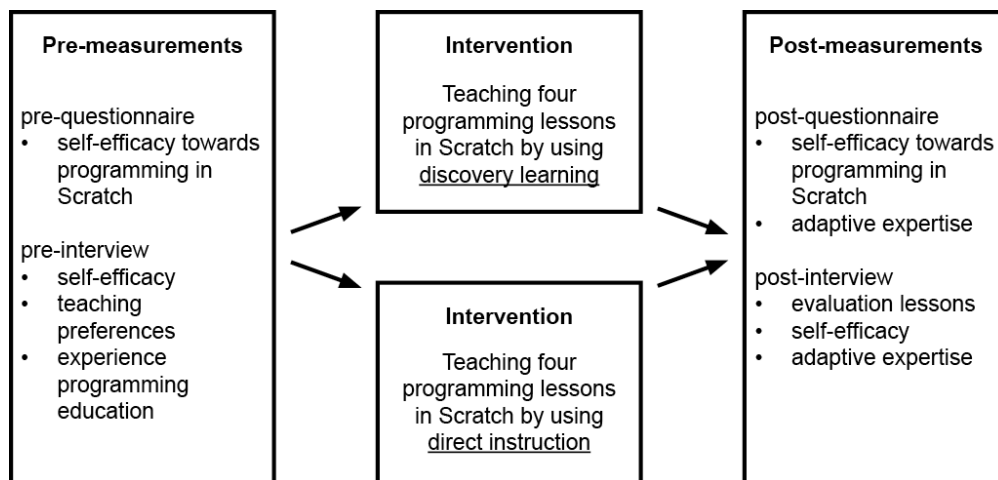 Pre-measurements
pre-questionnaire
• self-efficacy towards
programming in
Scratch
pre-interview
• self-efficacy
• teaching
preferences
• experience
programming
education
Intervention
Teaching four
programming lessons
in Scratch by using
discovery learning
Intervention
Teaching four
programming lessons
in Scratch by using
direct instruction
Post-measurements
post-questionnaire
• self-efficacy towards
programming in
Scratch
• adaptive expertise
post-interview
• evaluation lessons
• self-efficacy
• adaptive expertise